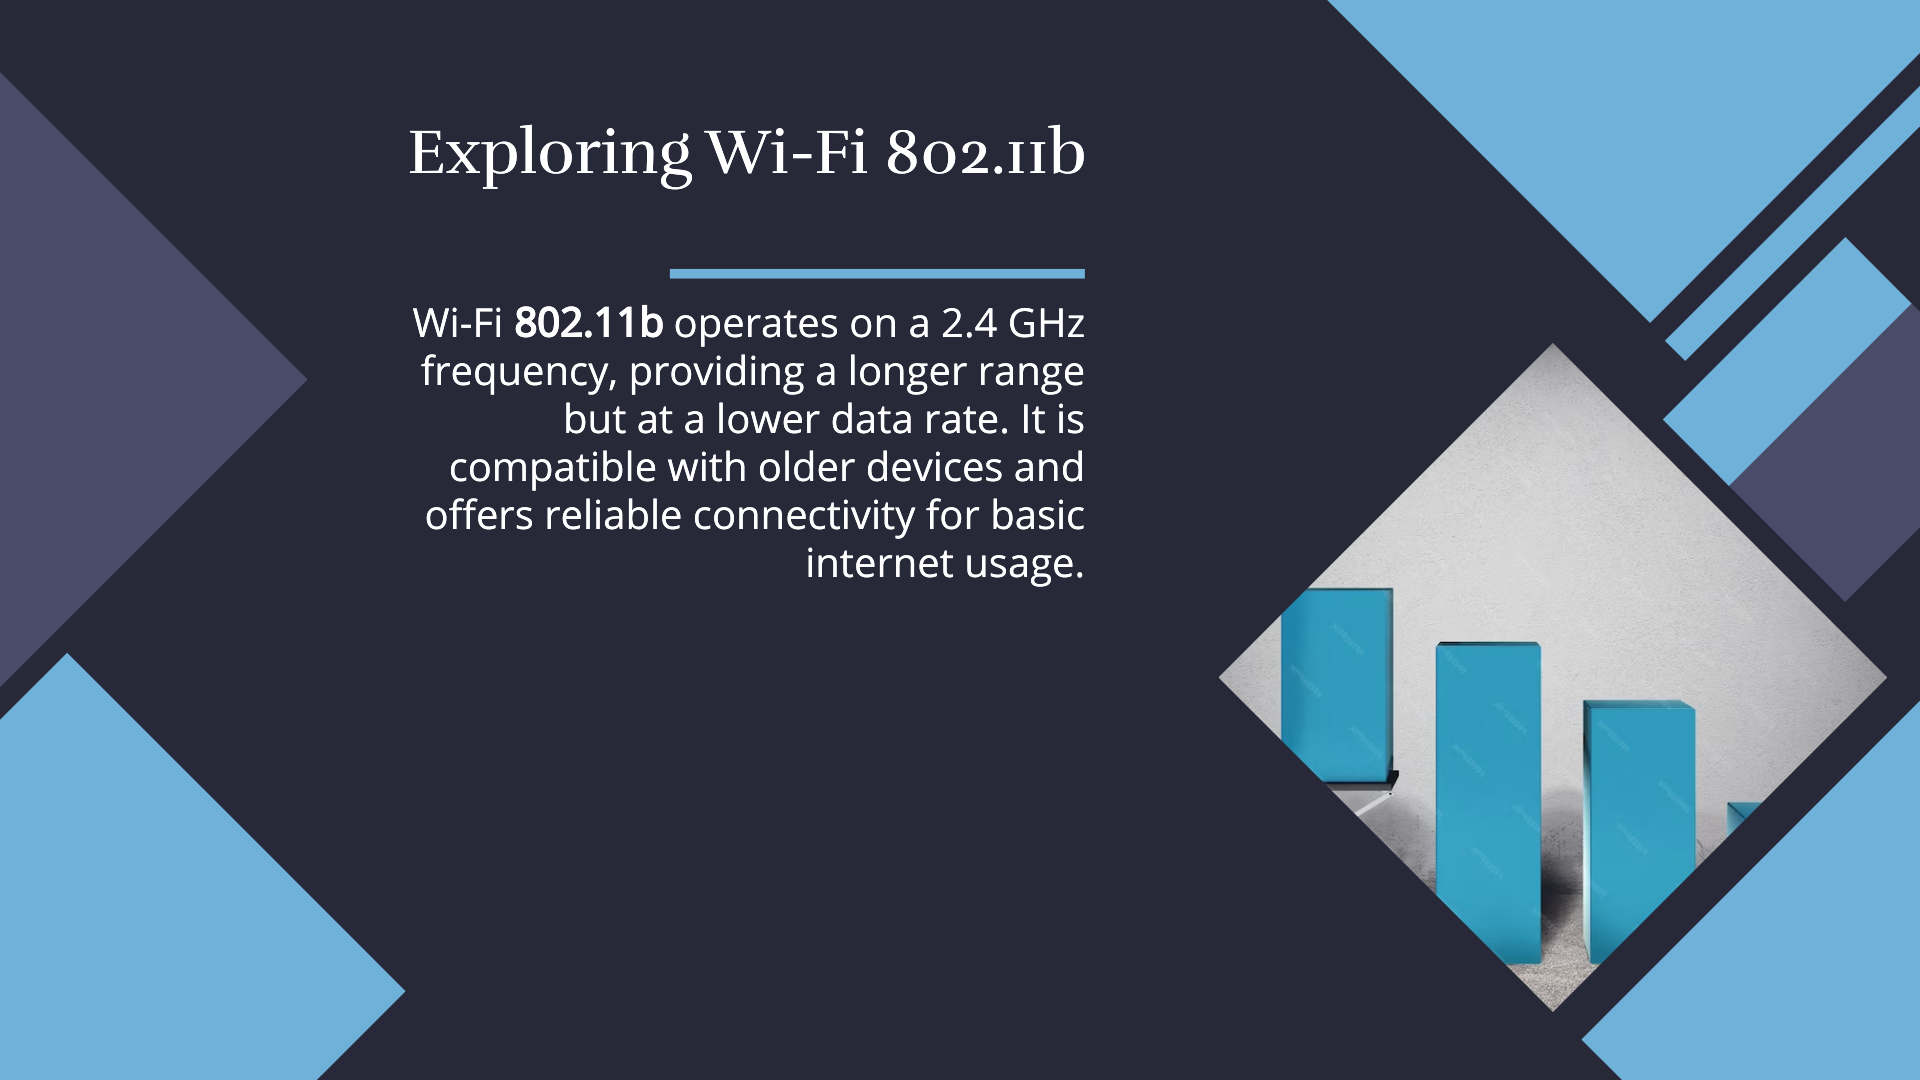 Exploring Wi-Fi 802.11b
Wi-Fi 802.11b operates on a 2.4 GHz
frequency, providing a longer range
but at a lower data rate. It is
compatible with older devices and
offers reliable connectivity for basic
internet usage.